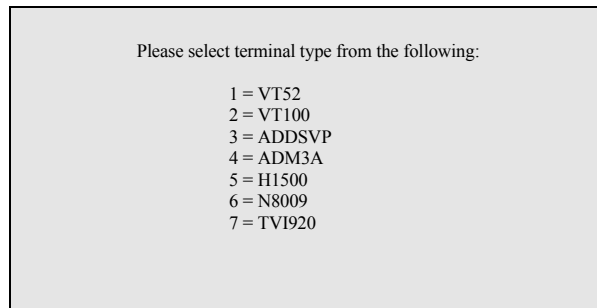 Please select terminal type from the following:
1 = VT52
2 = VT100
3 = ADDSVP
4 = ADM3A
5 = H1500
6 = N8009
7 = TVI920